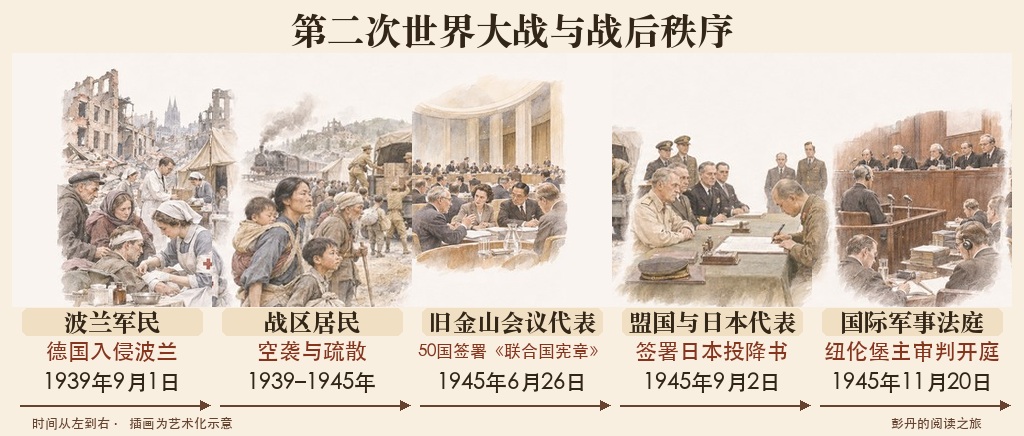 第二次世界大战与战后秩序
波兰军民
德国入侵波兰
1939年9月1日
战区居民
空袭与疏散
1939–1945年
旧金山会议代表
50国签署《联合国宪章》
1945年6月26日
盟国与日本代表
签署日本投降书
1945年9月2日
国际军事法庭
纽伦堡主审判开庭
1945年11月20日
时间从左到右· 插画为艺术化示意
彭丹的阅读之旅